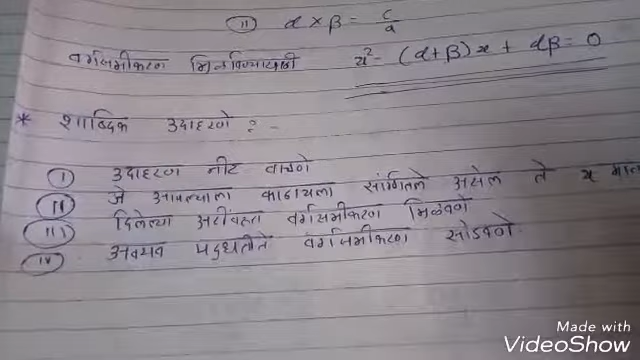 (II) α × β = c/a
वर्गसमीकरण मिळविण्यासाठी x² - (α+β)x + αβ = 0
* शाब्दिक उदाहरणे :-
(I) उदाहरण नीट वाचणे
(II) जे आपल्याला काढायला सांगितले असेल ते x
(III) दिलेल्या अटींवरून वर्गसमीकरण मिळवणे
(IV) अवयव पद्धतीने वर्गसमीकरण सोडवणे
Made with
VideoShow